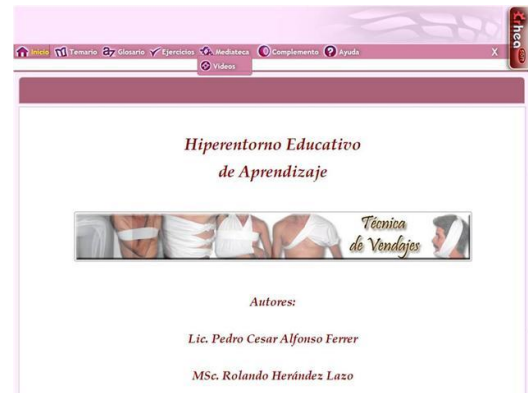 Inicio Temario Glosario Ejercicios Mediateca Complemento Ayuda X
Videos
Xhea
Hiperentorno Educativo
de Aprendizaje
Técnica
de Vendajes
Autores:
Lic. Pedro Cesar Alfonso Ferrer
MSc. Rolando Herández Lazo